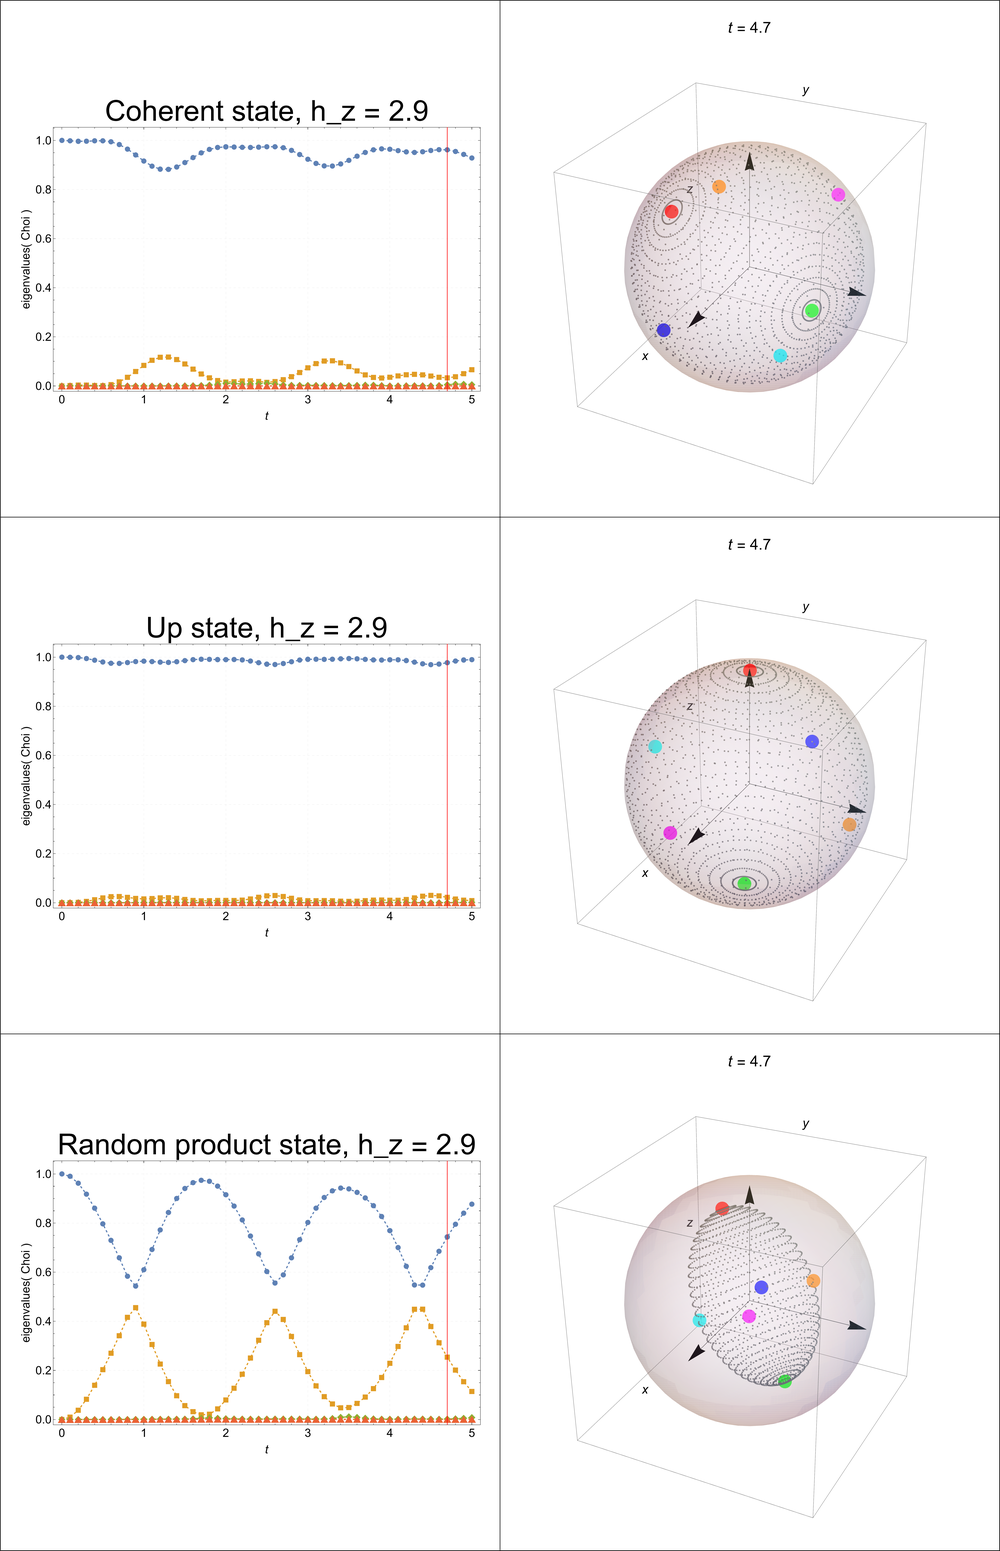 Coherent state, h_z = 2.9
eigenvalues( Choi )
1.0
0.8
0.6
0.4
0.2
0.0
0 1 2 3 4 5
t
t = 4.7
y
z
x
Up state, h_z = 2.9
eigenvalues( Choi )
1.0
0.8
0.6
0.4
0.2
0.0
0 1 2 3 4 5
t
t = 4.7
y
z
x
Random product state, h_z = 2.9
eigenvalues( Choi )
1.0
0.8
0.6
0.4
0.2
0.0
0 1 2 3 4 5
t
t = 4.7
y
z
x